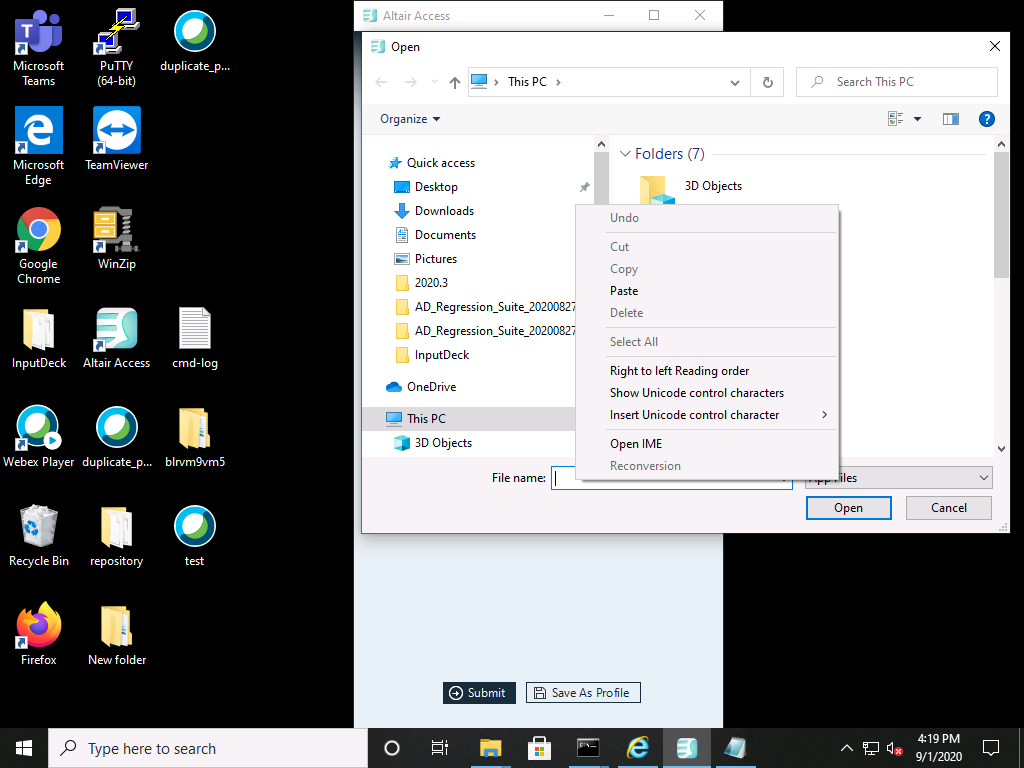 Microsoft
Teams
PuTTY
(64-bit)
duplicate_p...
Microsoft
Edge
TeamViewer
Google
Chrome
WinZip
InputDeck
Altair Access
cmd-log
Webex Player
duplicate_p...
blrvm9vm5
Recycle Bin
repository
test
Firefox
New folder
Altair Access
Open
This PC
Search This PC
Organize
Quick access
Desktop
Downloads
Documents
Pictures
2020.3
AD_Regression_Suite_20200827
AD_Regression_Suite_20200827
InputDeck
OneDrive
This PC
3D Objects
Folders (7)
3D Objects
Undo
Cut
Copy
Paste
Delete
Select All
Right to left Reading order
Show Unicode control characters
Insert Unicode control character
Open IME
Reconversion
File name:
App Files
Open
Cancel
Submit
Save As Profile
Type here to search
4:19 PM
9/1/2020